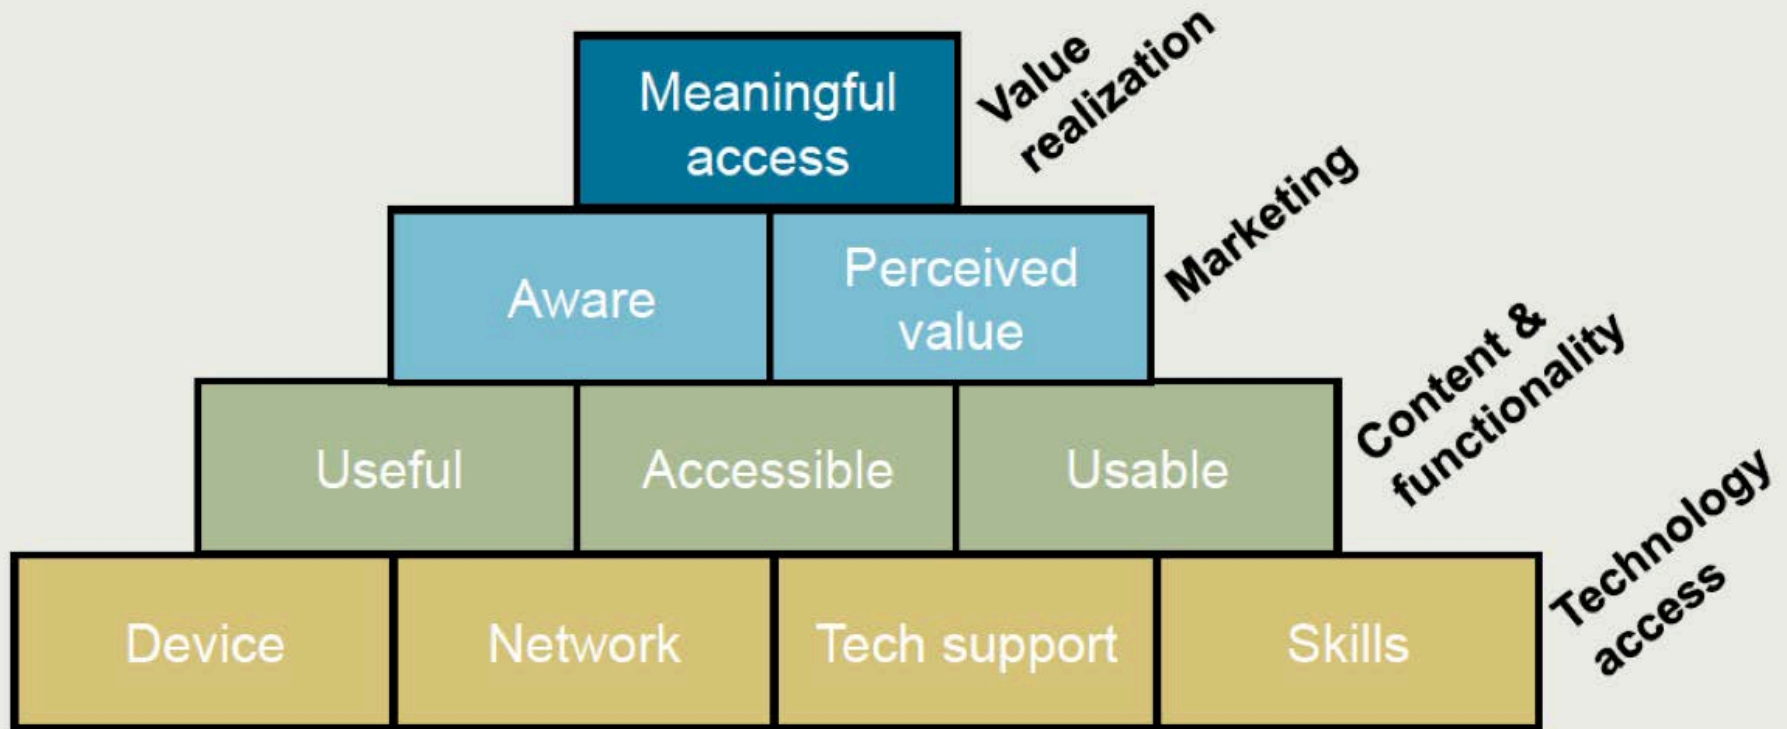 Meaningful
access
Value
realization
Aware
Perceived
value
Marketing
Useful
Accessible
Usable
Content &
functionality
Device
Network
Tech support
Skills
Technology
access